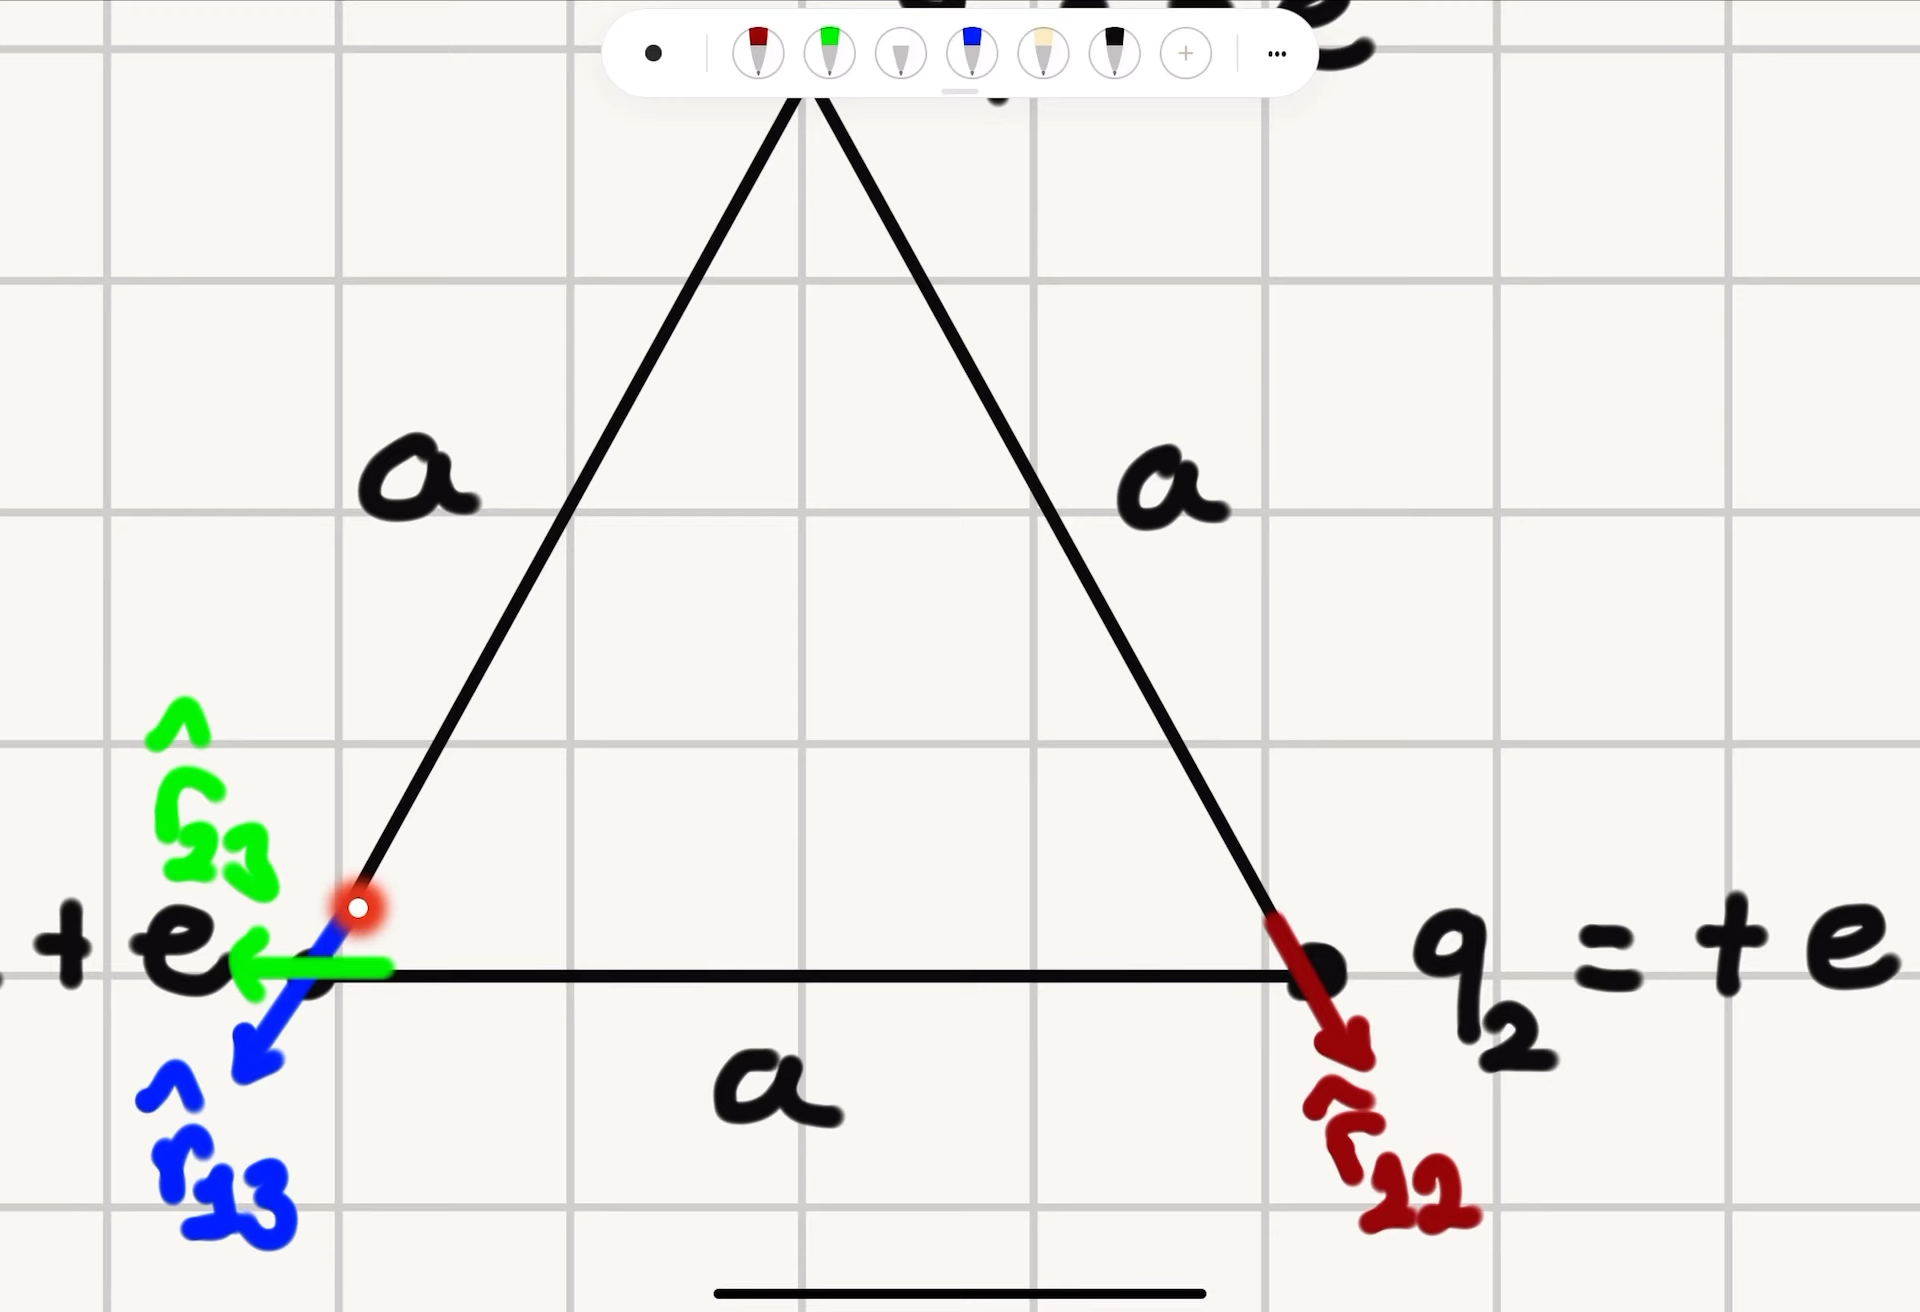 a
a
r̂23
+e
q2 = +e
a
r̂13
r̂12